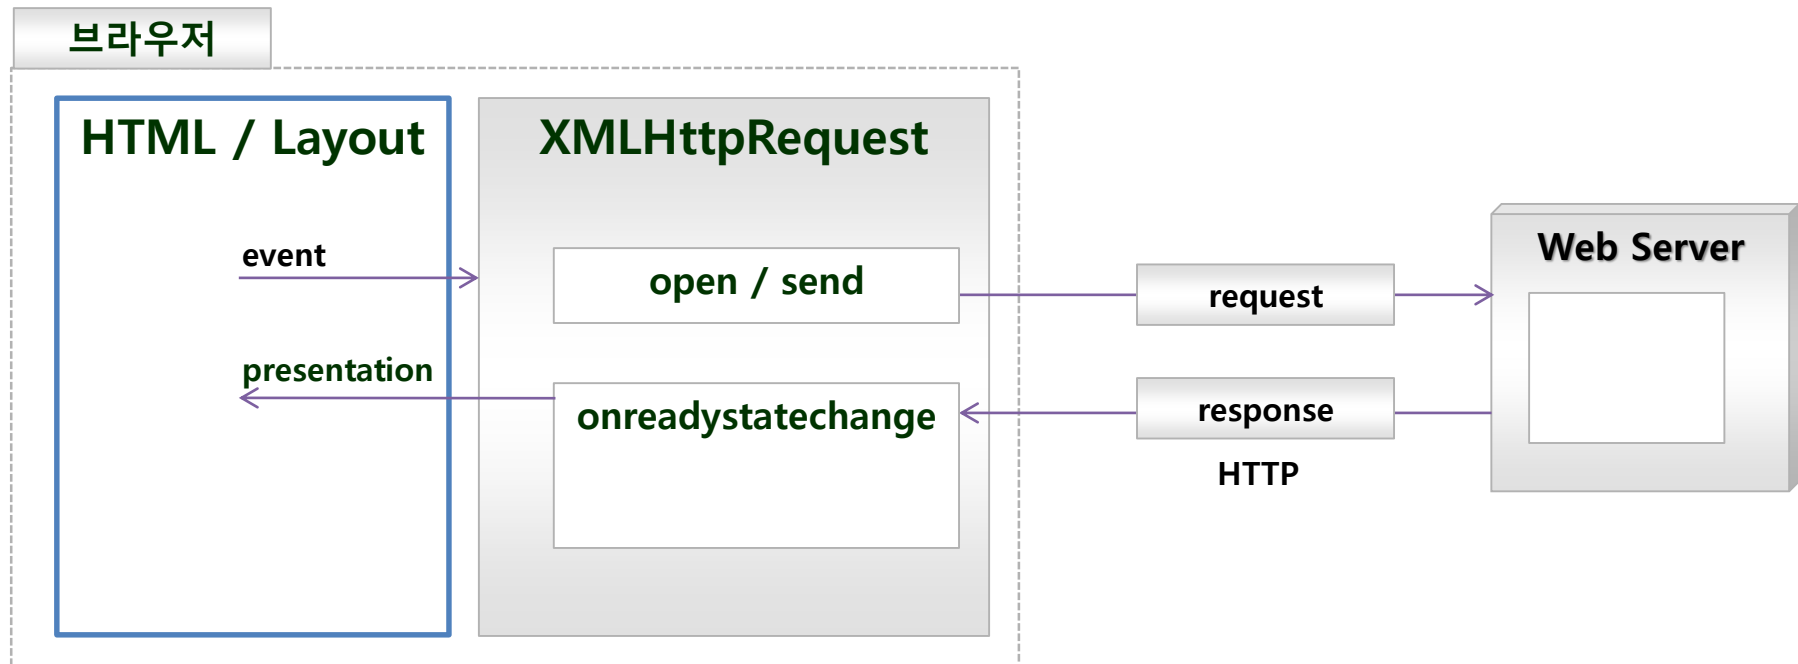 브라우저
HTML / Layout
XMLHttpRequest
event
open / send
request
Web Server
presentation
onreadystatechange
response
HTTP